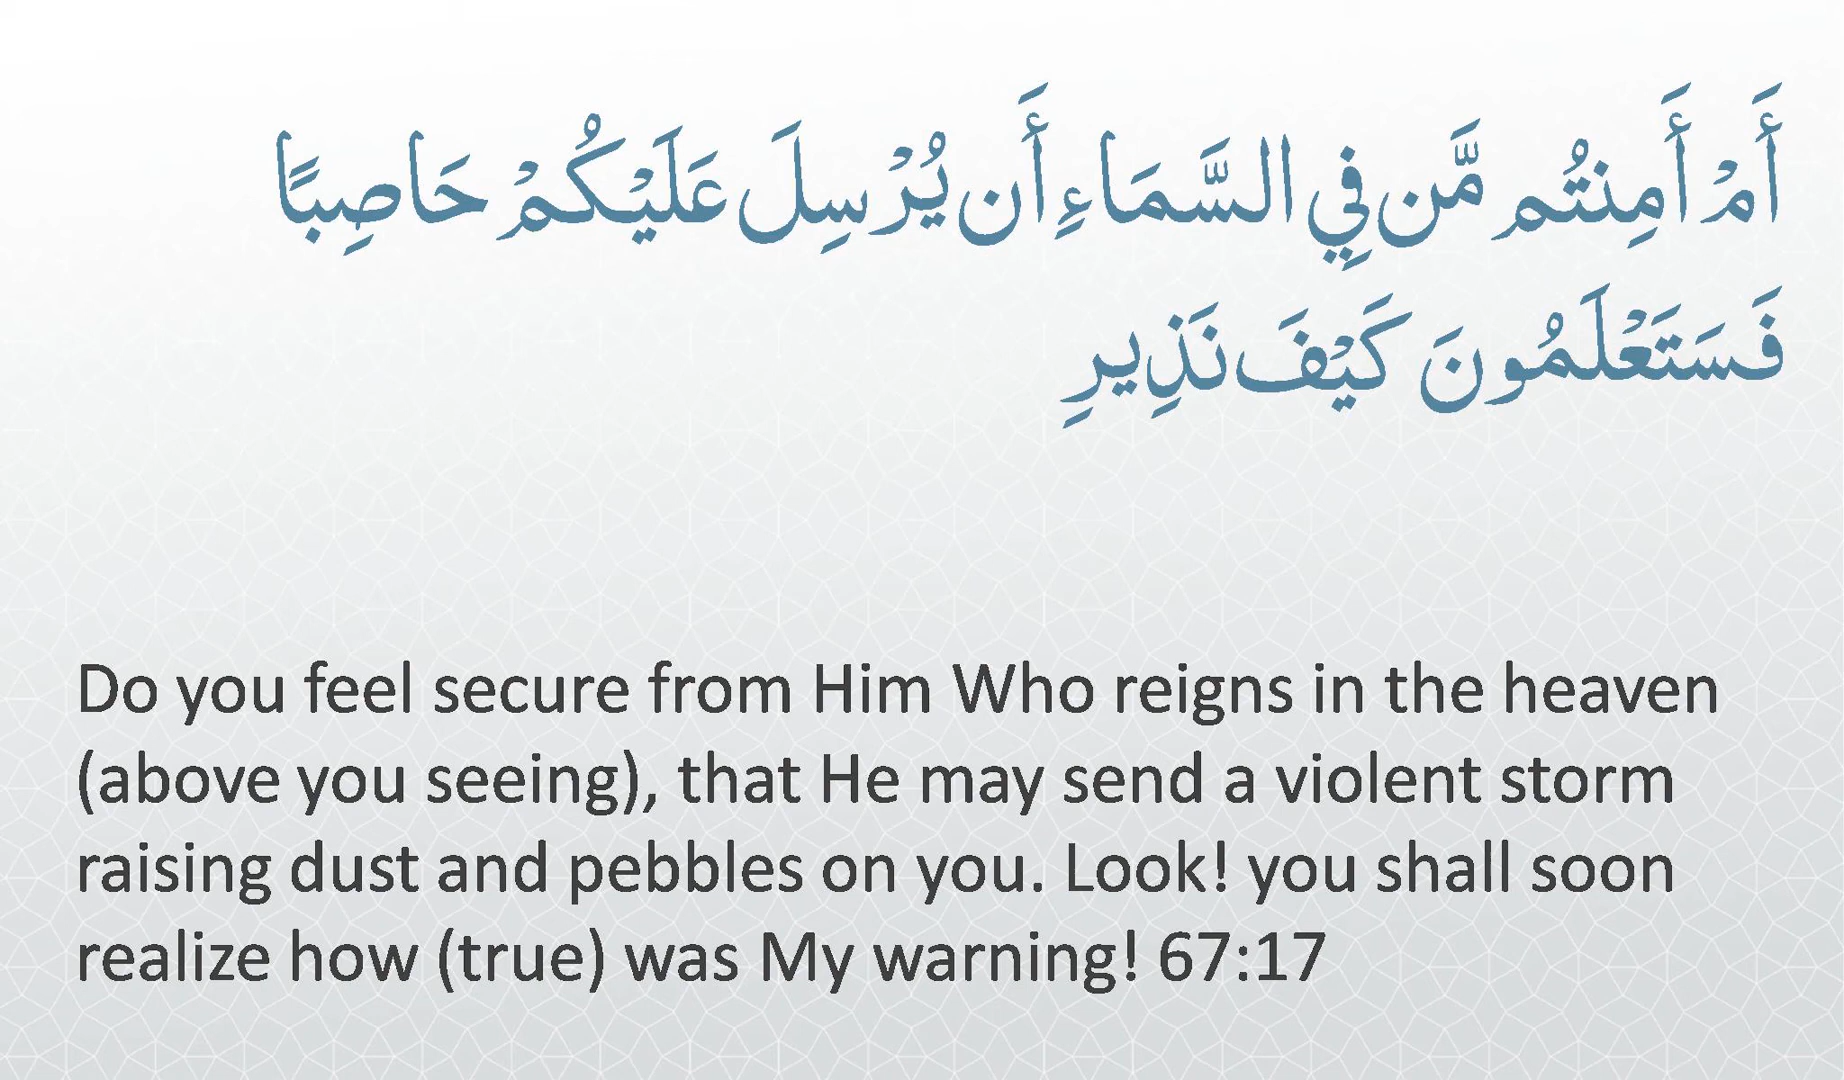 أَمْ أَمِنتُم مَّن فِي السَّمَاءِ أَن يُرْسِلَ عَلَيْكُمْ حَاصِبًا
فَسَتَعْلَمُونَ كَيْفَ نَذِيرِ
Do you feel secure from Him Who reigns in the heaven
(above you seeing), that He may send a violent storm
raising dust and pebbles on you. Look! you shall soon
realize how (true) was My warning! 67:17